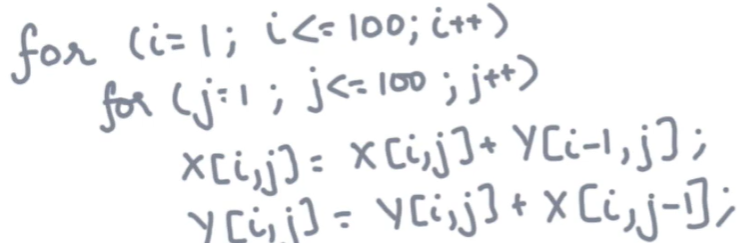 for (i=1; i<=100; i++)
for (j=1; j<=100; j++)
X[i,j] = X[i,j] + Y[i-1,j];
Y[i,j] = Y[i,j] + X[i,j-1];